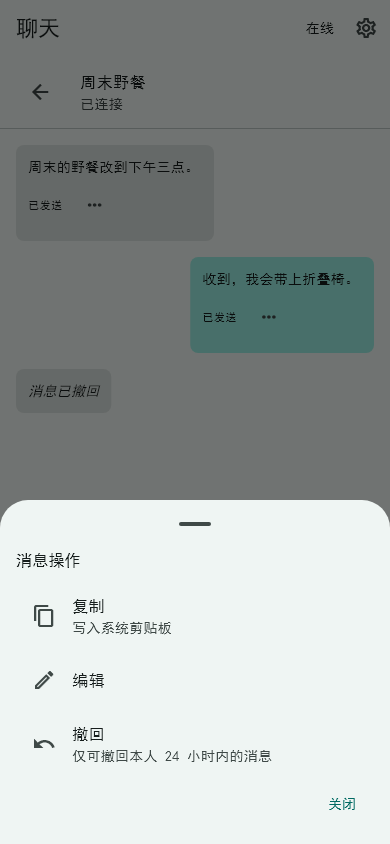 聊天
在线
周末野餐
已连接
周末的野餐改到下午三点。
已发送
收到，我会带上折叠椅。
已发送
消息已撤回
消息操作
复制
写入系统剪贴板
编辑
撤回
仅可撤回本人 24 小时内的消息
关闭